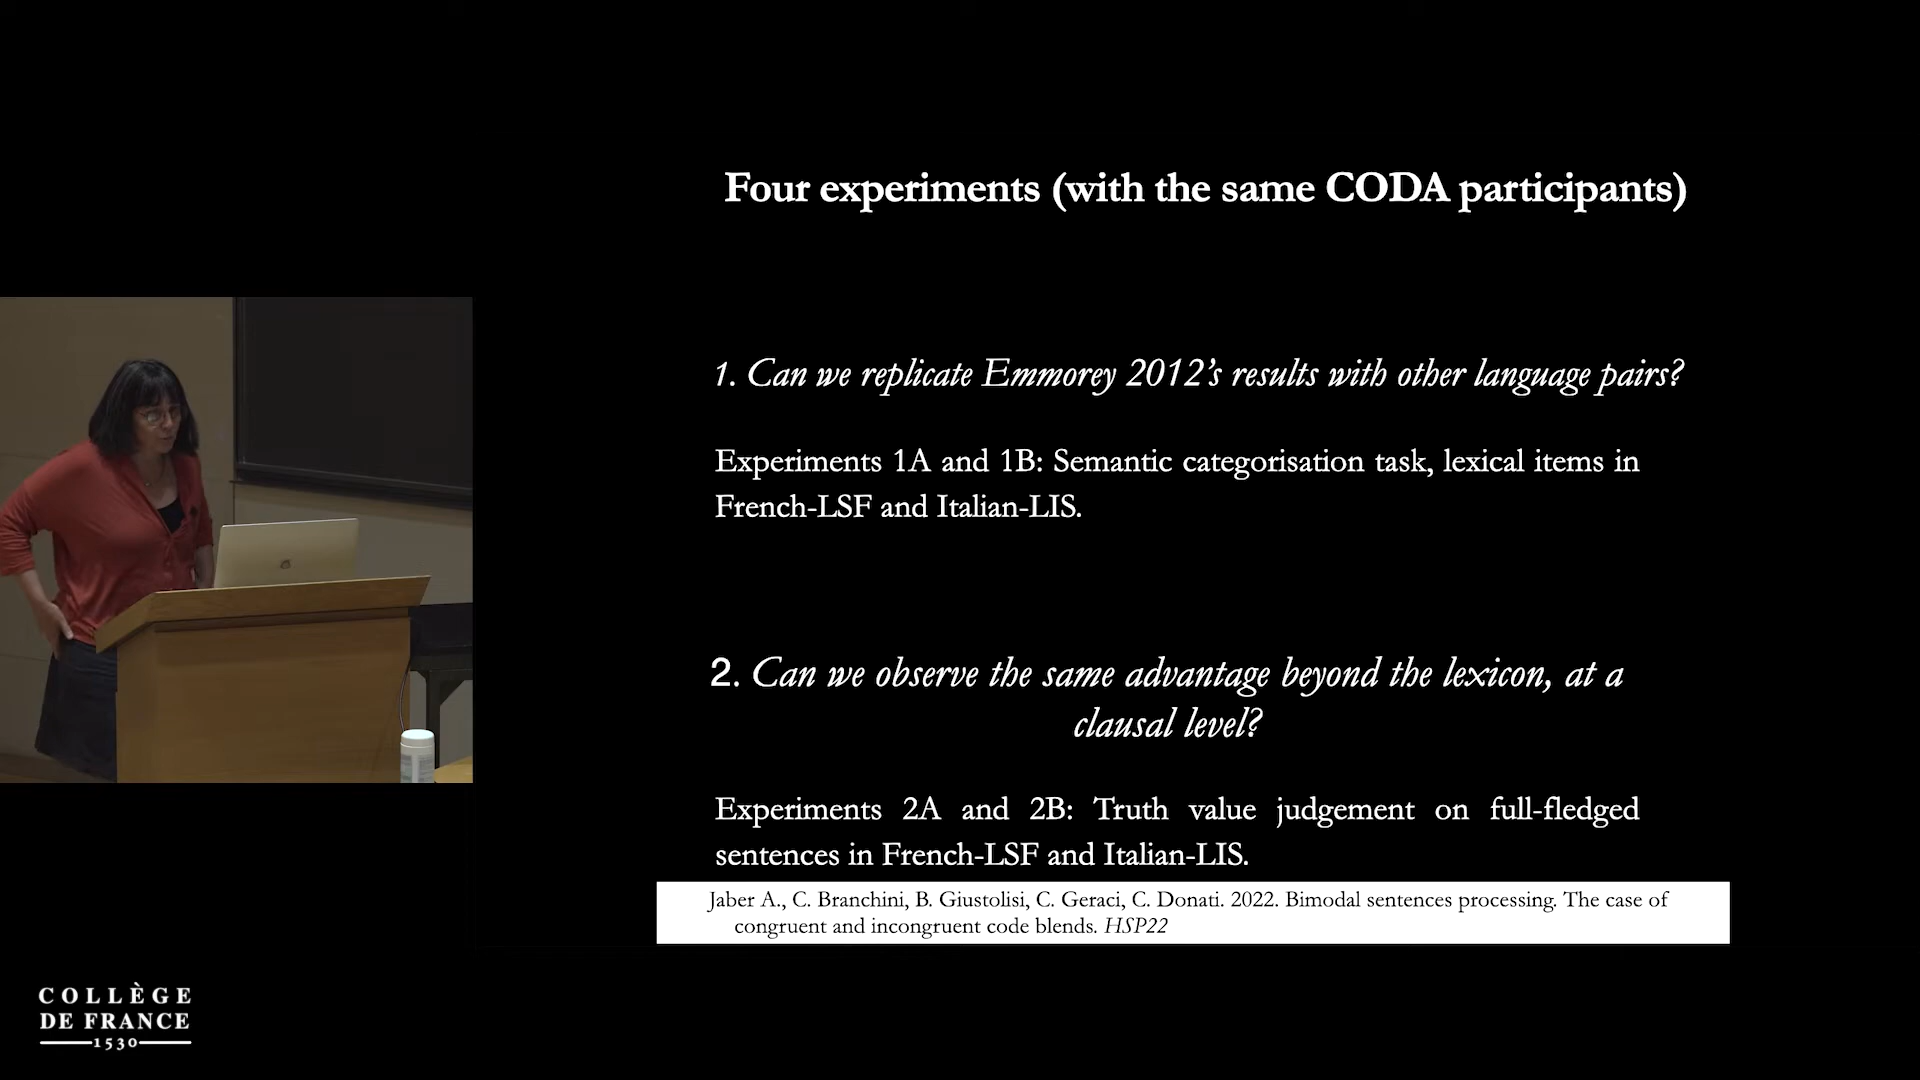 Four experiments (with the same CODA participants)
1. Can we replicate Emmorey 2012’s results with other language pairs?
Experiments 1A and 1B: Semantic categorisation task, lexical items in
French-LSF and Italian-LIS.
2. Can we observe the same advantage beyond the lexicon, at a
clausal level?
Experiments 2A and 2B: Truth value judgement on full-fledged
sentences in French-LSF and Italian-LIS.
Jaber A., C. Branchini, B. Giustolisi, C. Geraci, C. Donati. 2022. Bimodal sentences processing. The case of
congruent and incongruent code blends. HSP22
COLLÈGE
DE FRANCE
1530